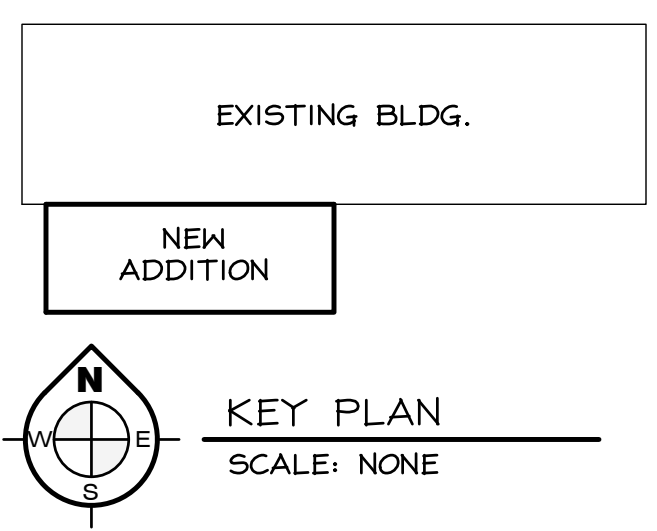 EXISTING BLDG.
NEW
ADDITION
N
W E
S
KEY PLAN
SCALE: NONE